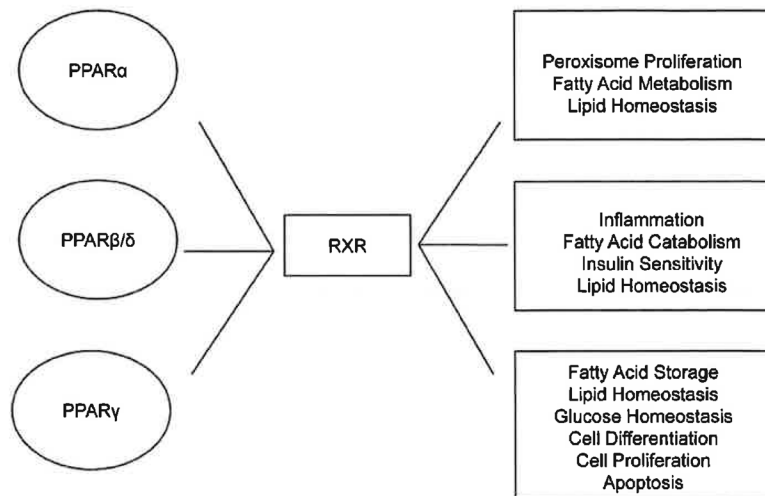 PPARα
PPARβ/δ
PPARγ
RXR
Peroxisome Proliferation
Fatty Acid Metabolism
Lipid Homeostasis
Inflammation
Fatty Acid Catabolism
Insulin Sensitivity
Lipid Homeostasis
Fatty Acid Storage
Lipid Homeostasis
Glucose Homeostasis
Cell Differentiation
Cell Proliferation
Apoptosis